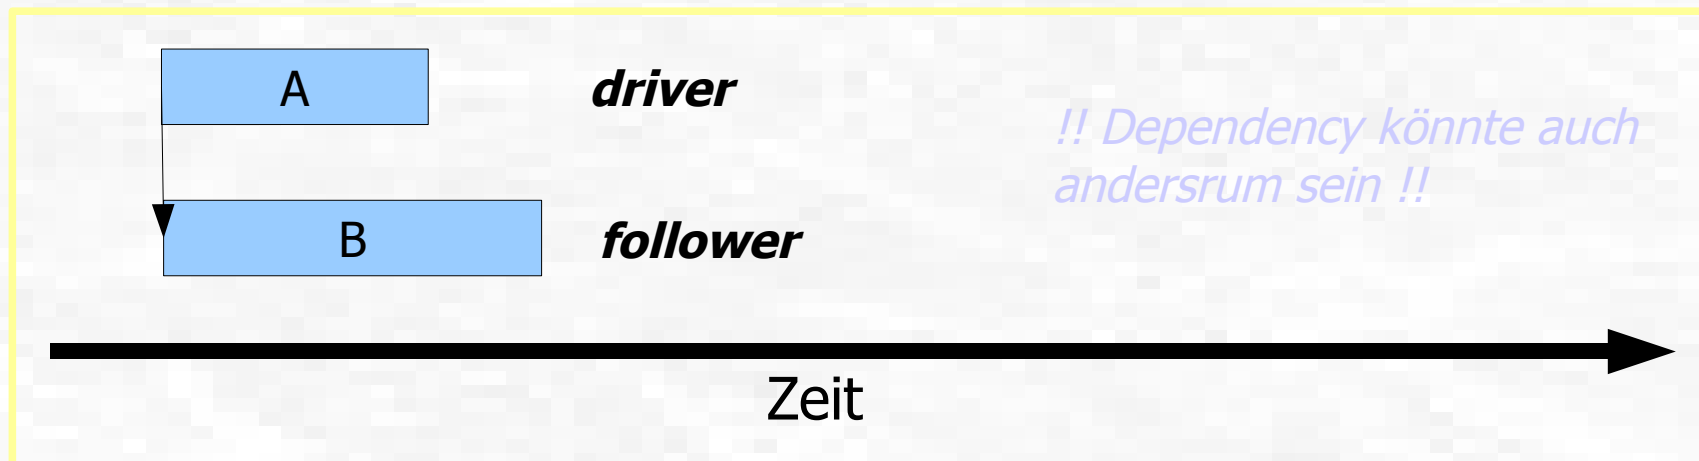 A
driver
!! Dependency könnte auch
andersrum sein !!
B
follower
Zeit